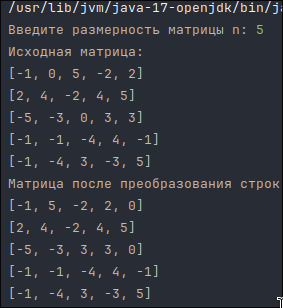 /usr/lib/jvm/java-17-openjdk/bin/ja
Введите размерность матрицы n: 5
Исходная матрица:
[-1, 0, 5, -2, 2]
[2, 4, -2, 4, 5]
[-5, -3, 0, 3, 3]
[-1, -1, -4, 4, -1]
[-1, -4, 3, -3, 5]
Матрица после преобразования строк
[-1, 5, -2, 2, 0]
[2, 4, -2, 4, 5]
[-5, -3, 3, 3, 0]
[-1, -1, -4, 4, -1]
[-1, -4, 3, -3, 5]